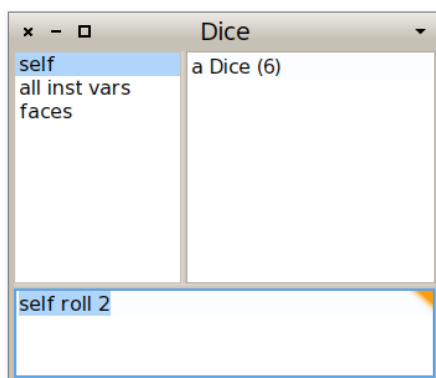 Dice
self
all inst vars
faces
a Dice (6)
self roll 2